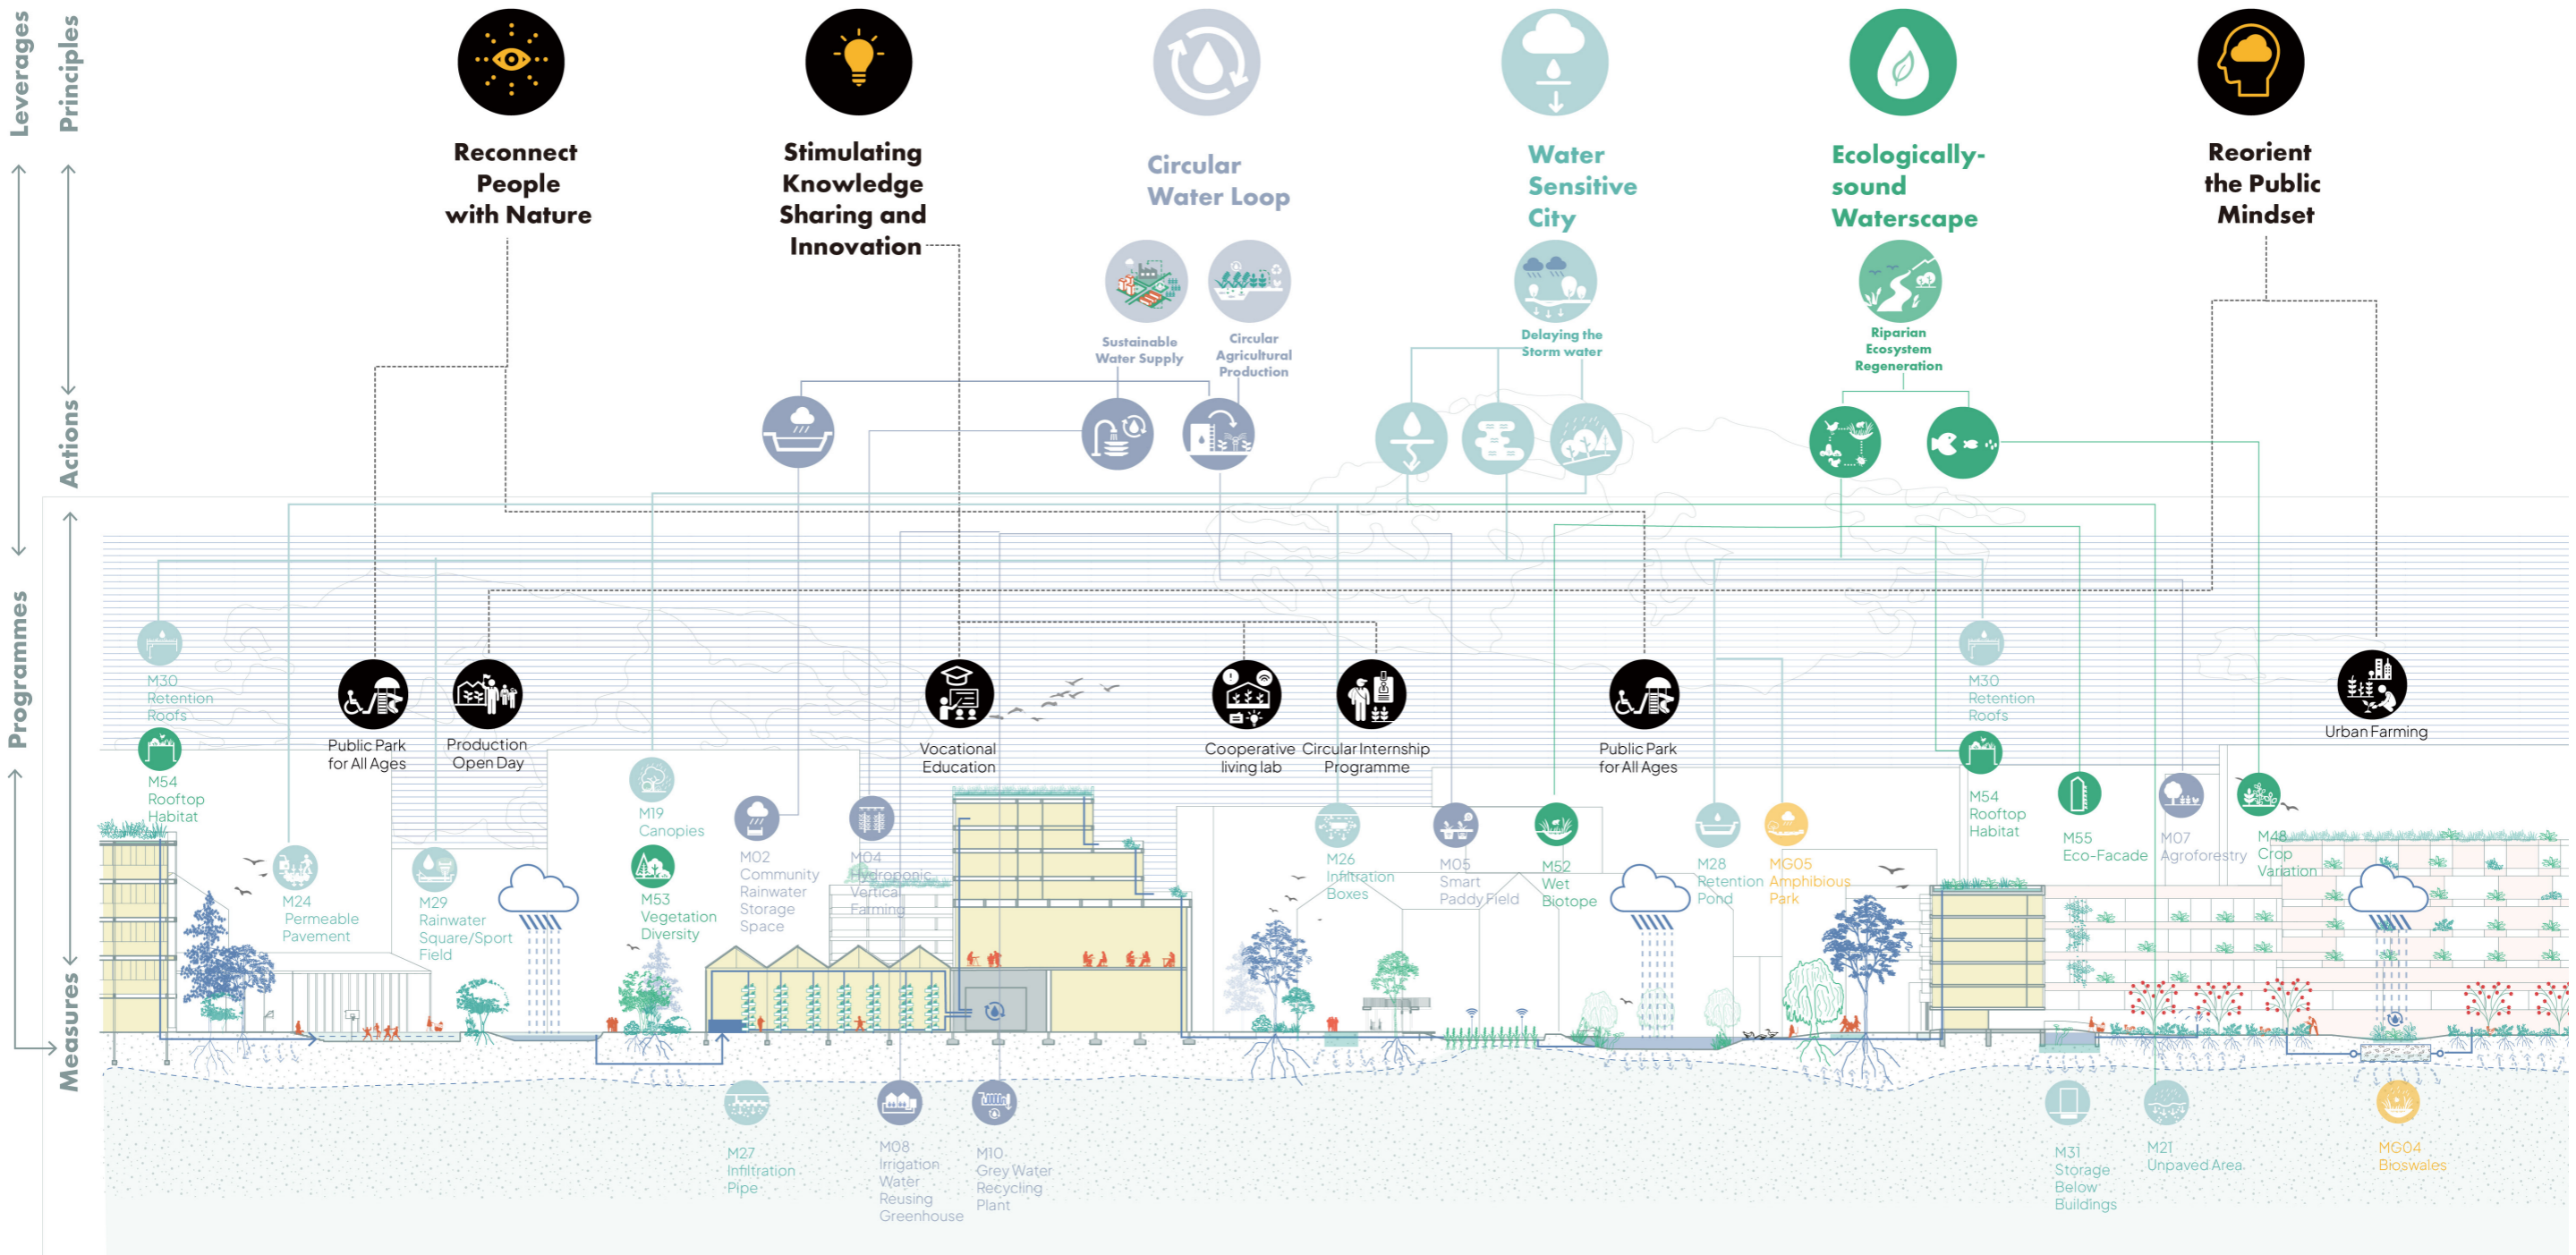 Leverages
Principles
Actions
Programmes
Measures
Reconnect
People
with Nature
Stimulating
Knowledge
Sharing and
Innovation
Circular
Water Loop
Water
Sensitive
City
Ecologically-
sound
Waterscape
Reorient
the Public
Mindset
Sustainable
Water Supply
Circular
Agricultural
Production
Delaying the
Storm water
Riparian
Ecosystem
Regeneration
M30
Retention
Roofs
M54
Rooftop
Habitat
Public Park
for All Ages
Production
Open Day
Vocational
Education
Cooperative
living lab
Circular Internship
Programme
Public Park
for All Ages
M30
Retention
Roofs
Urban Farming
M24
Permeable
Pavement
M29
Rainwater
Square/Sport
Field
M19
Canopies
M53
Vegetation
Diversity
M02
Community
Rainwater
Storage
Space
M04
Hydroponic
Vertical
Farming
M26
Infiltration
Boxes
M05
Smart
Paddy Field
M52
Wet
Biotope
M28
Retention
Pond
MG05
Amphibious
Park
M54
Rooftop
Habitat
M55
Eco-Facade
M07
Agroforestry
M48
Crop
Variation
M27
Infiltration
Pipe
M08
Irrigation
Water
Reusing
Greenhouse
M10
Grey Water
Recycling
Plant
M31
Storage
Below
Buildings
M21
Unpaved Area
MG04
Bioswales